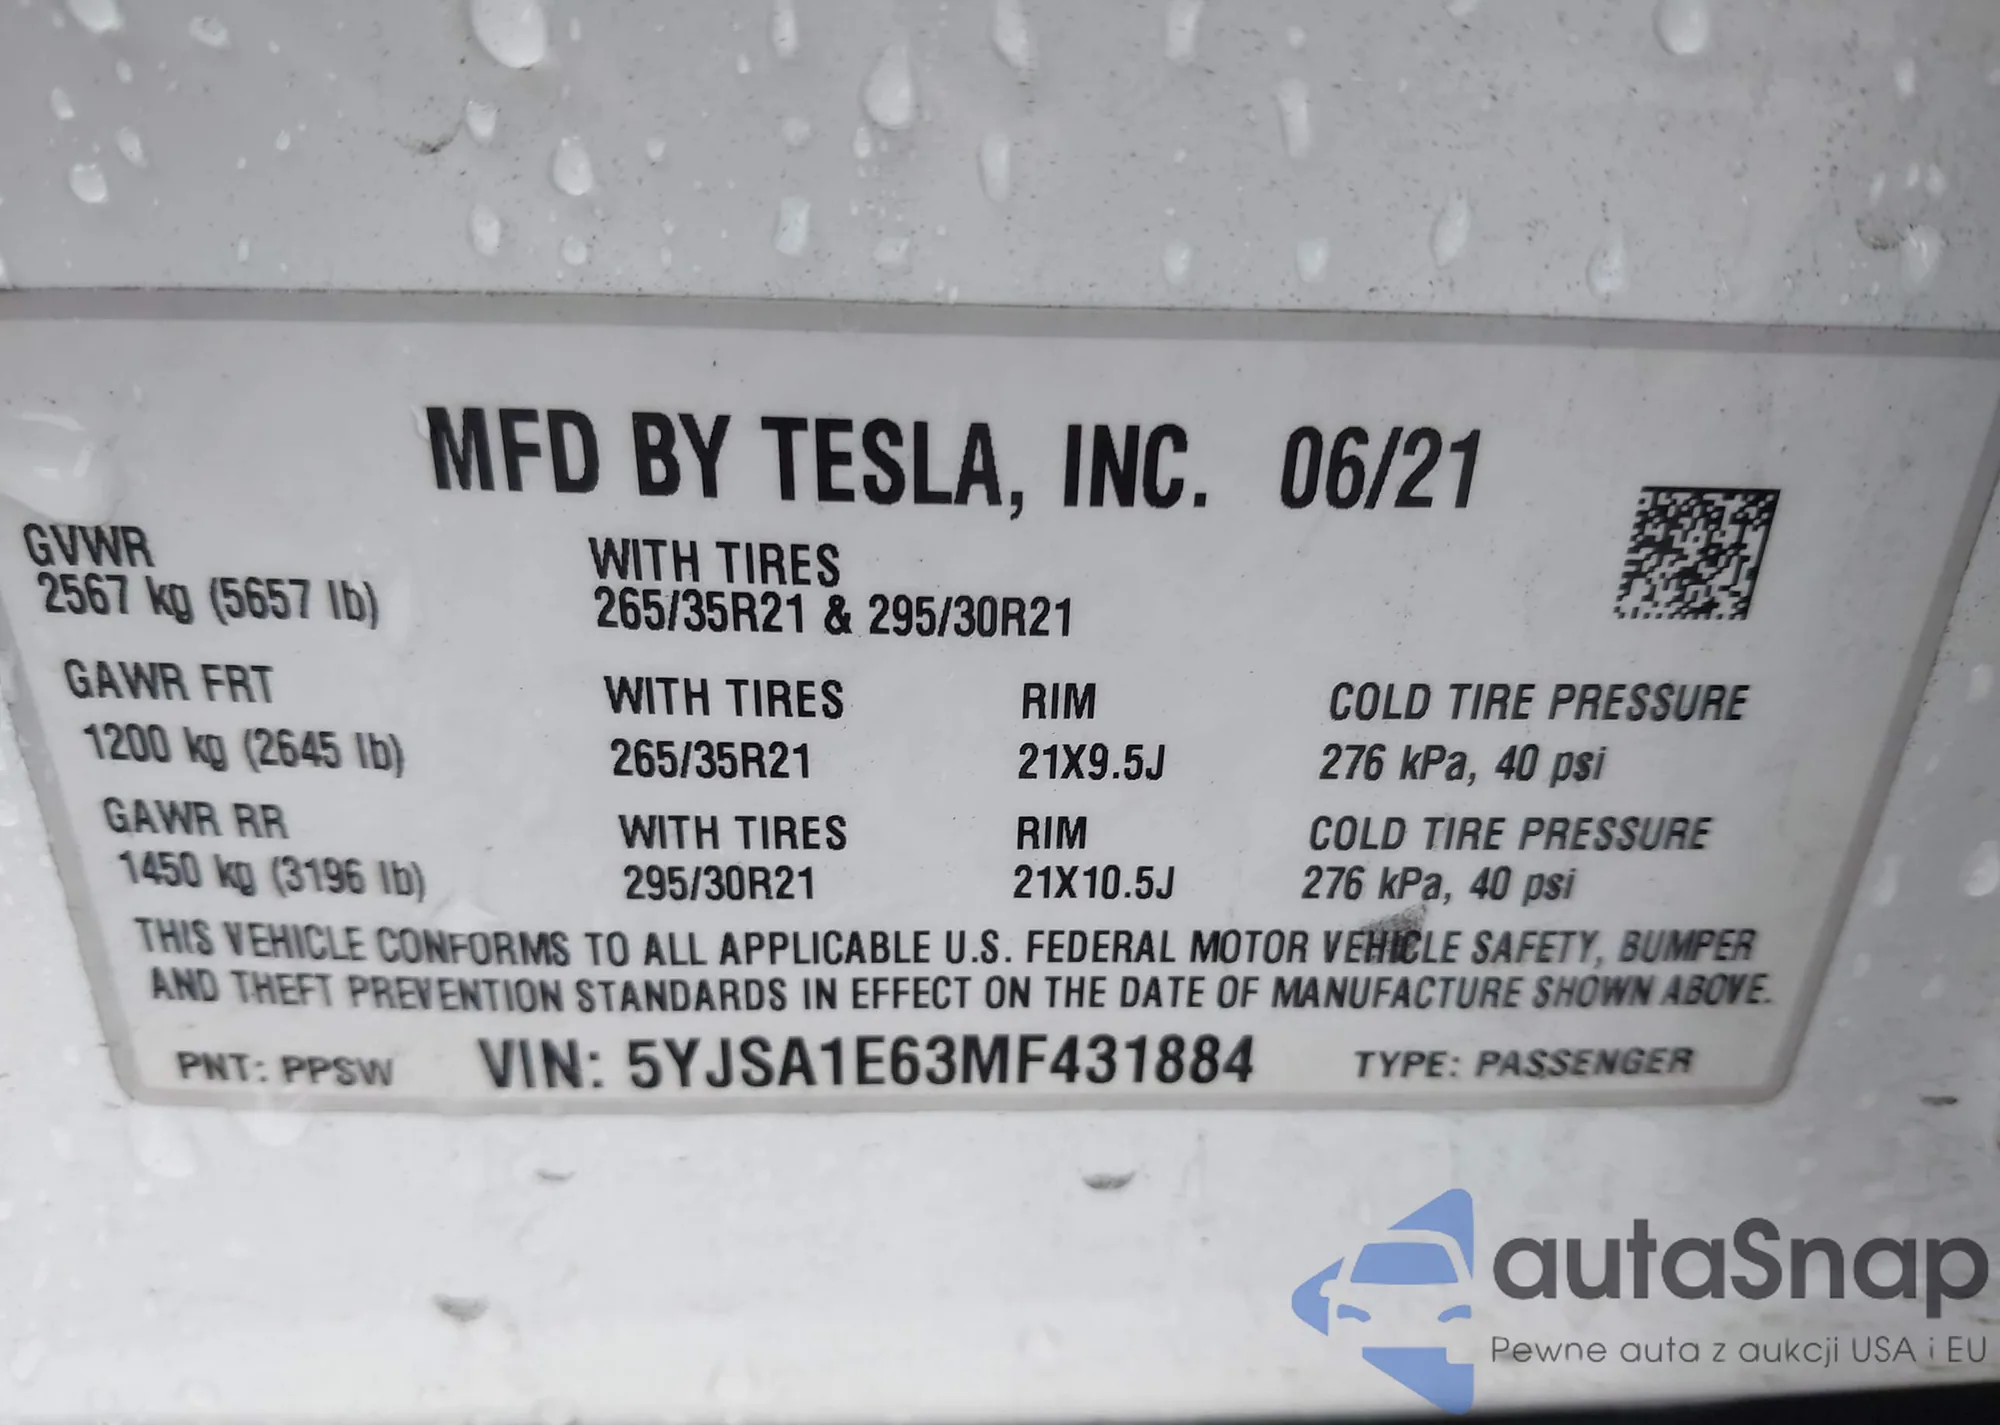 MFD BY TESLA, INC. 06/21
GVWR WITH TIRES
2567 kg (5657 lb) 265/35R21 & 295/30R21
GAWR FRT WITH TIRES RIM COLD TIRE PRESSURE
1200 kg (2645 lb) 265/35R21 21X9.5J 276 kPa, 40 psi
GAWR RR WITH TIRES RIM COLD TIRE PRESSURE
1450 kg (3196 lb) 295/30R21 21X10.5J 276 kPa, 40 psi
THIS VEHICLE CONFORMS TO ALL APPLICABLE U.S. FEDERAL MOTOR VEHICLE SAFETY, BUMPER
AND THEFT PREVENTION STANDARDS IN EFFECT ON THE DATE OF MANUFACTURE SHOWN ABOVE.
PNT: PPSW VIN: 5YJSA1E63MF431884 TYPE: PASSENGER
autaSnap
Pewne auta z aukcji USA i EU